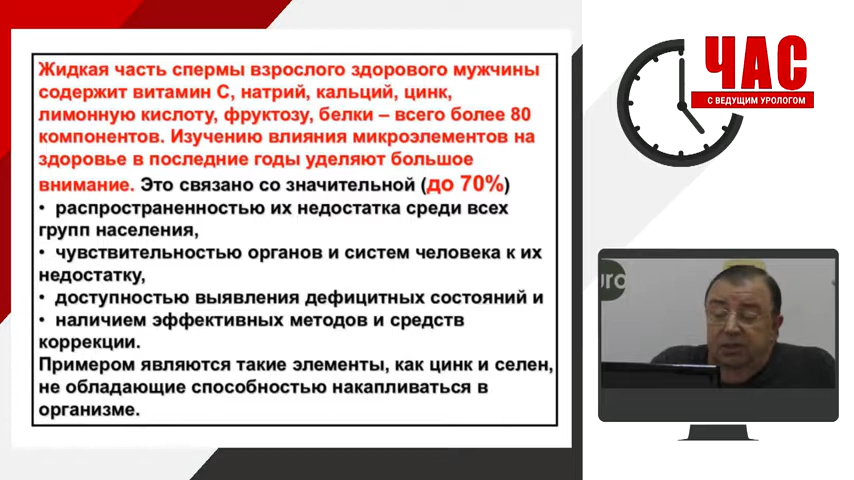 Жидкая часть спермы взрослого здорового мужчины
содержит витамин С, натрий, кальций, цинк,
лимонную кислоту, фруктозу, белки – всего более 80
компонентов. Изучению влияния микроэлементов на
здоровье в последние годы уделяют большое
внимание. Это связано со значительной (до 70%)
• распространенностью их недостатка среди всех
групп населения,
• чувствительностью органов и систем человека к их
недостатку,
• доступностью выявления дефицитных состояний и
• наличием эффективных методов и средств
коррекции.
Примером являются такие элементы, как цинк и селен,
не обладающие способностью накапливаться в
организме.
ЧАС
С ВЕДУЩИМ УРОЛОГОМ
uro